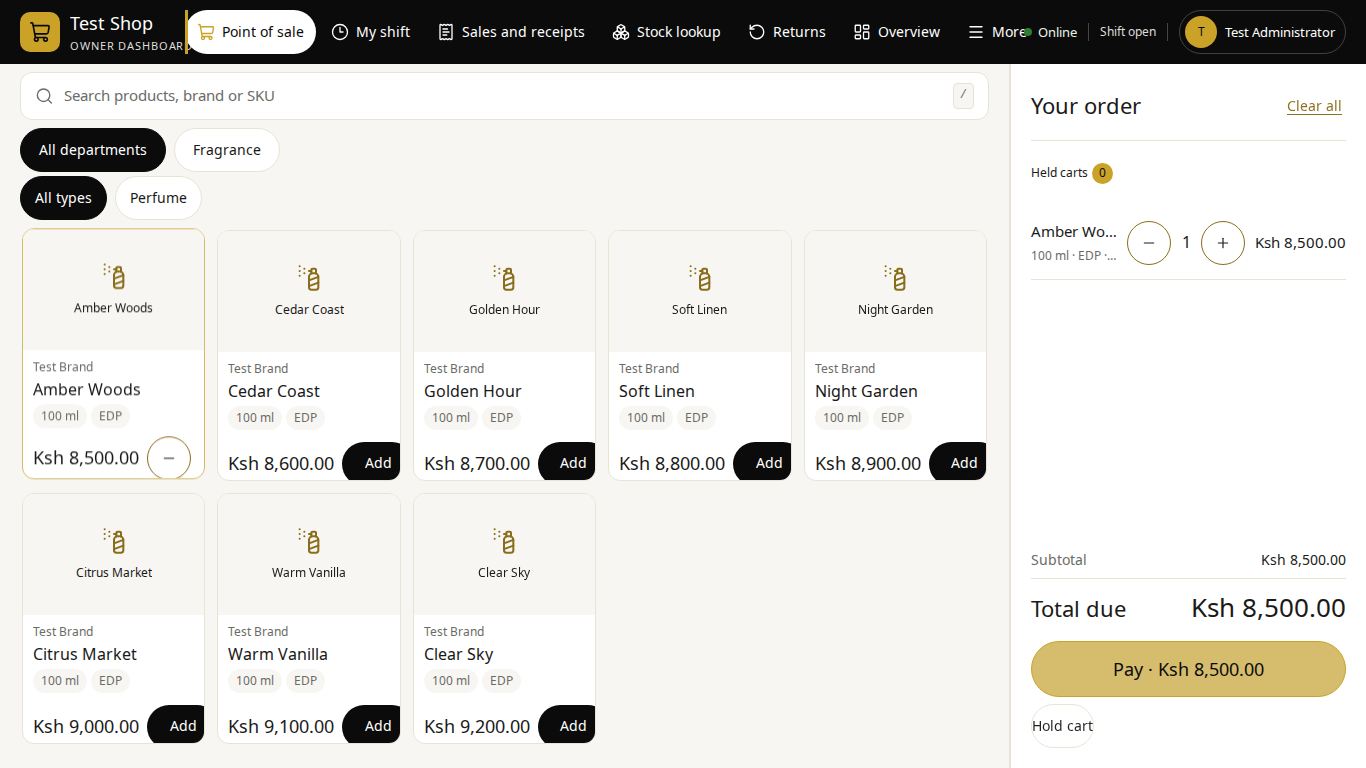 Test Shop
OWNER DASHBOARD
Point of sale
My shift
Sales and receipts
Stock lookup
Returns
Overview
More
Online
Shift open
T
Test Administrator
Search products, brand or SKU
/
All departments
Fragrance
All types
Perfume
Amber Woods
Test Brand
Amber Woods
100 ml
EDP
Ksh 8,500.00
Cedar Coast
Test Brand
Cedar Coast
100 ml
EDP
Ksh 8,600.00
Add
Golden Hour
Test Brand
Golden Hour
100 ml
EDP
Ksh 8,700.00
Add
Soft Linen
Test Brand
Soft Linen
100 ml
EDP
Ksh 8,800.00
Add
Night Garden
Test Brand
Night Garden
100 ml
EDP
Ksh 8,900.00
Add
Citrus Market
Test Brand
Citrus Market
100 ml
EDP
Ksh 9,000.00
Add
Warm Vanilla
Test Brand
Warm Vanilla
100 ml
EDP
Ksh 9,100.00
Add
Clear Sky
Test Brand
Clear Sky
100 ml
EDP
Ksh 9,200.00
Add
Your order
Clear all
Held carts 0
Amber Wo...
100 ml · EDP ·...
1
Ksh 8,500.00
Subtotal
Ksh 8,500.00
Total due
Ksh 8,500.00
Pay · Ksh 8,500.00
Hold cart